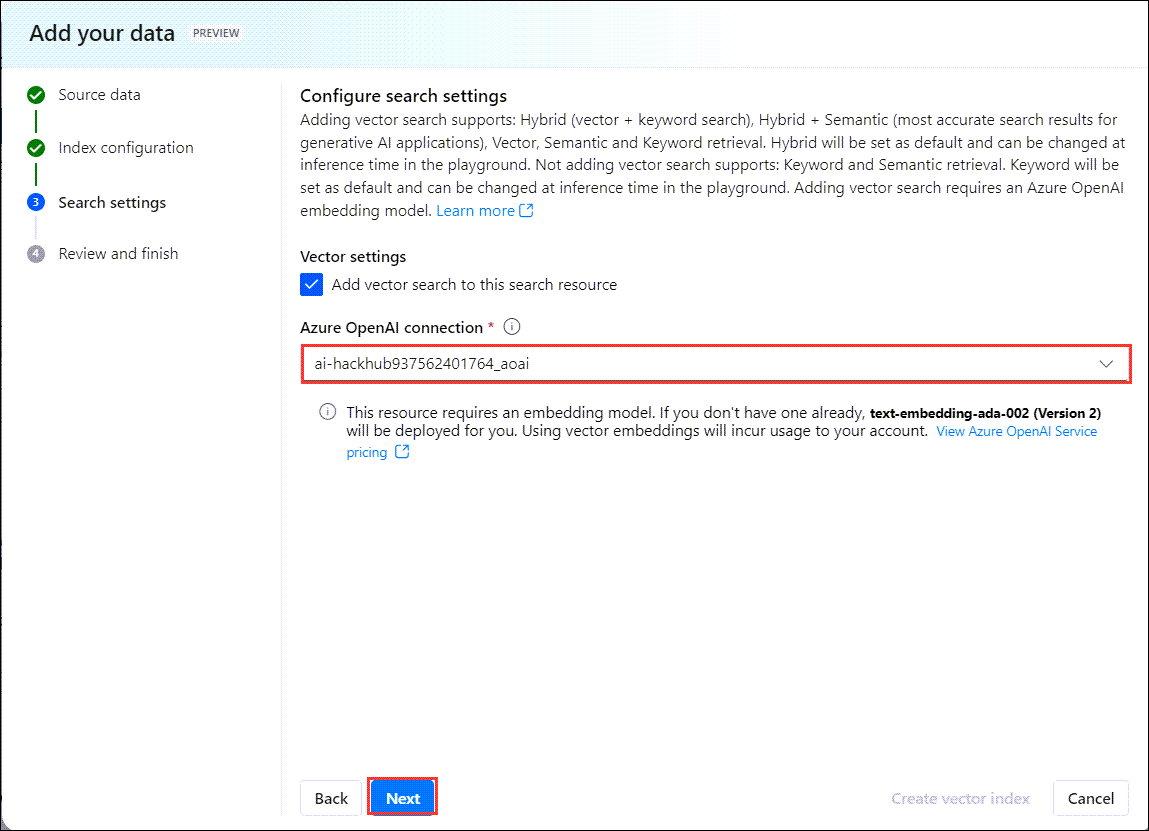 Add your data PREVIEW
Source data
Index configuration
3 Search settings
4 Review and finish
Configure search settings
Adding vector search supports: Hybrid (vector + keyword search), Hybrid + Semantic (most accurate search results for
generative AI applications), Vector, Semantic and Keyword retrieval. Hybrid will be set as default and can be changed at
inference time in the playground. Not adding vector search supports: Keyword and Semantic retrieval. Keyword will be
set as default and can be changed at inference time in the playground. Adding vector search requires an Azure OpenAI
embedding model. Learn more
Vector settings
Add vector search to this search resource
Azure OpenAI connection *
ai-hackhub937562401764_aoai
This resource requires an embedding model. If you don't have one already, text-embedding-ada-002 (Version 2)
will be deployed for you. Using vector embeddings will incur usage to your account. View Azure OpenAI Service
pricing
Back Next Create vector index Cancel